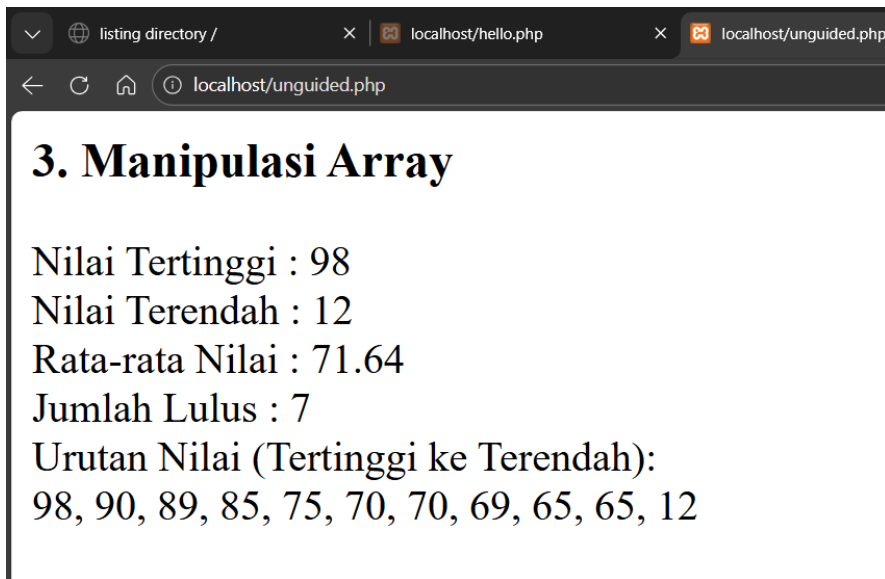 listing directory /
localhost/hello.php
localhost/unguided.php
localhost/unguided.php
3. Manipulasi Array
Nilai Tertinggi : 98
Nilai Terendah : 12
Rata-rata Nilai : 71.64
Jumlah Lulus : 7
Urutan Nilai (Tertinggi ke Terendah):
98, 90, 89, 85, 75, 70, 70, 69, 65, 65, 12